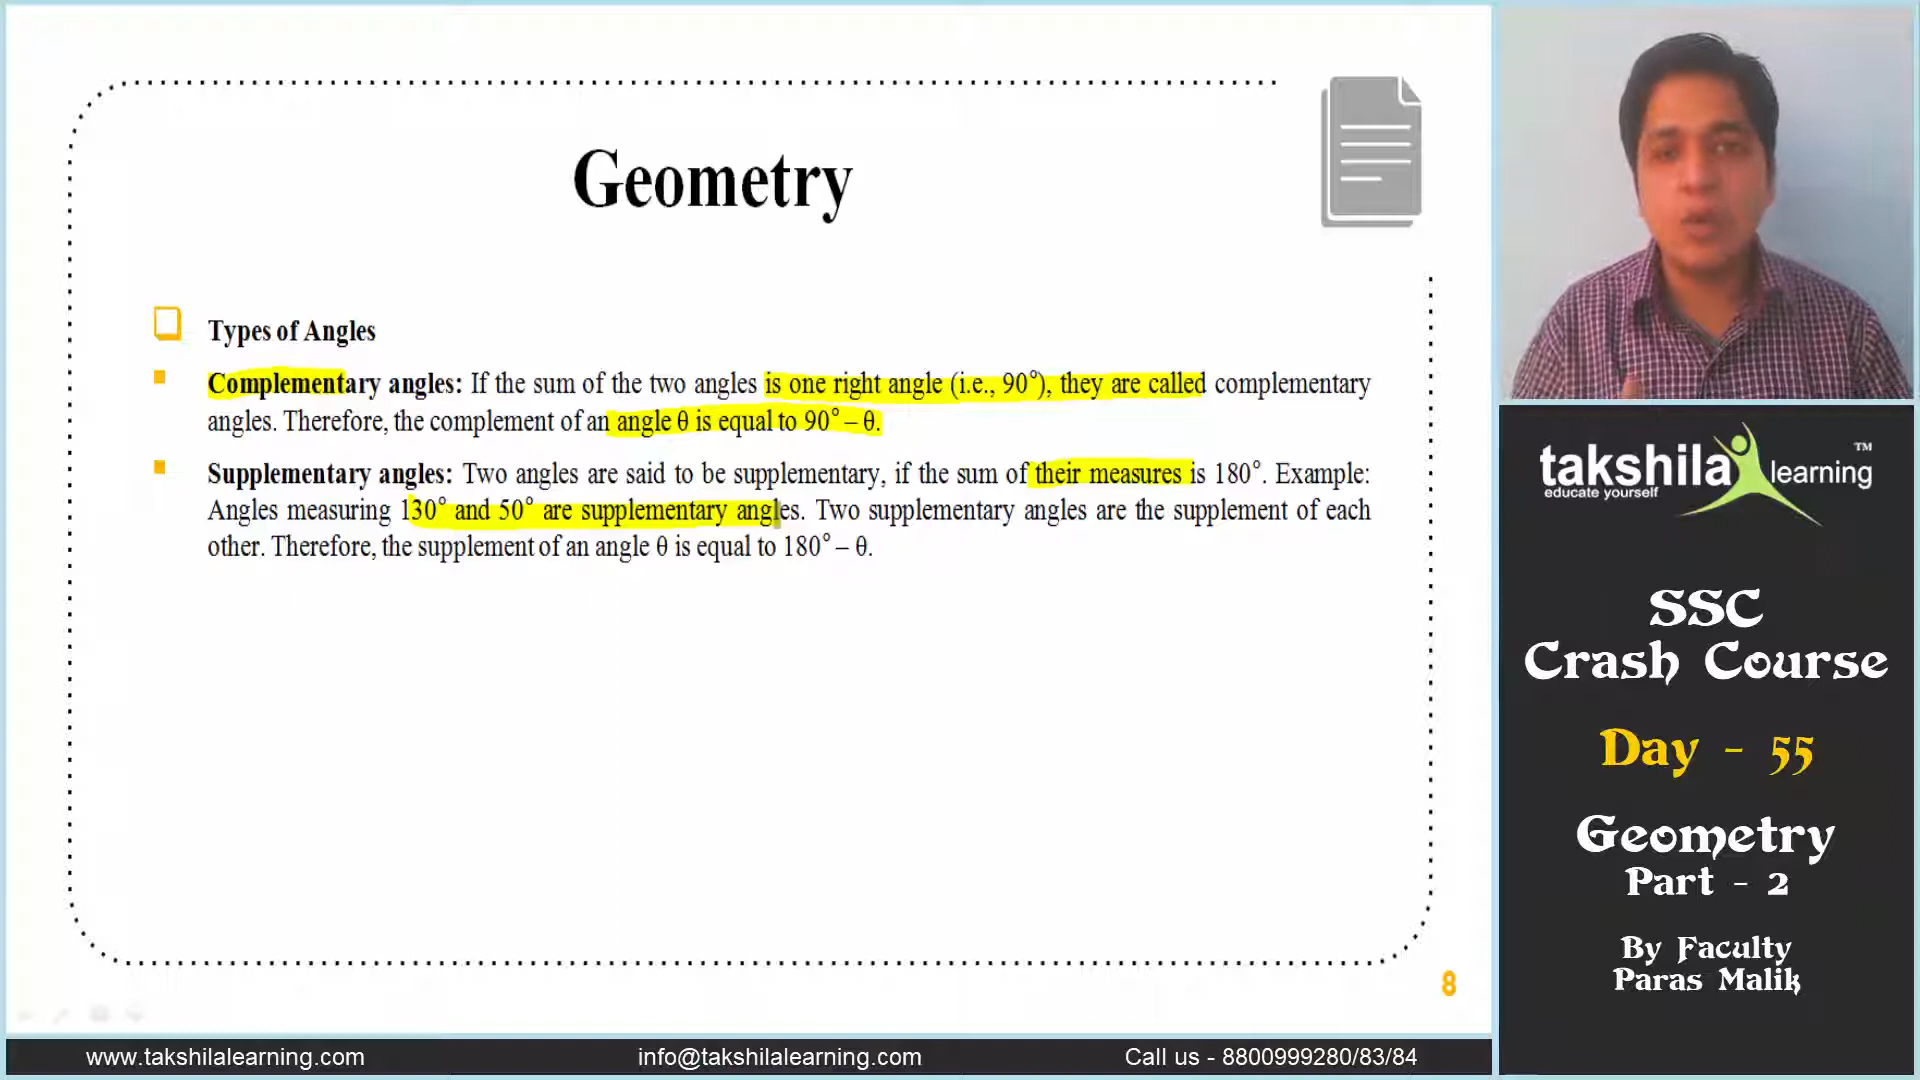 Geometry
Types of Angles
Complementary angles: If the sum of the two angles is one right angle (i.e., 90°), they are called complementary
angles. Therefore, the complement of an angle θ is equal to 90° – θ.
Supplementary angles: Two angles are said to be supplementary, if the sum of their measures is 180°. Example:
Angles measuring 130° and 50° are supplementary angles. Two supplementary angles are the supplement of each
other. Therefore, the supplement of an angle θ is equal to 180° – θ.
8
takshila learning TM
educate yourself
SSC
Crash Course
Day - 55
Geometry
Part - 2
By Faculty
Paras Malik
www.takshilalearning.com info@takshilalearning.com Call us - 8800999280/83/84